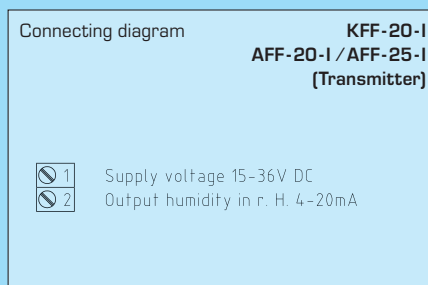 Connecting diagram KFF-20-I
AFF-20-I / AFF-25-I
(Transmitter)
1 Supply voltage 15-36V DC
2 Output humidity in r. H. 4-20mA